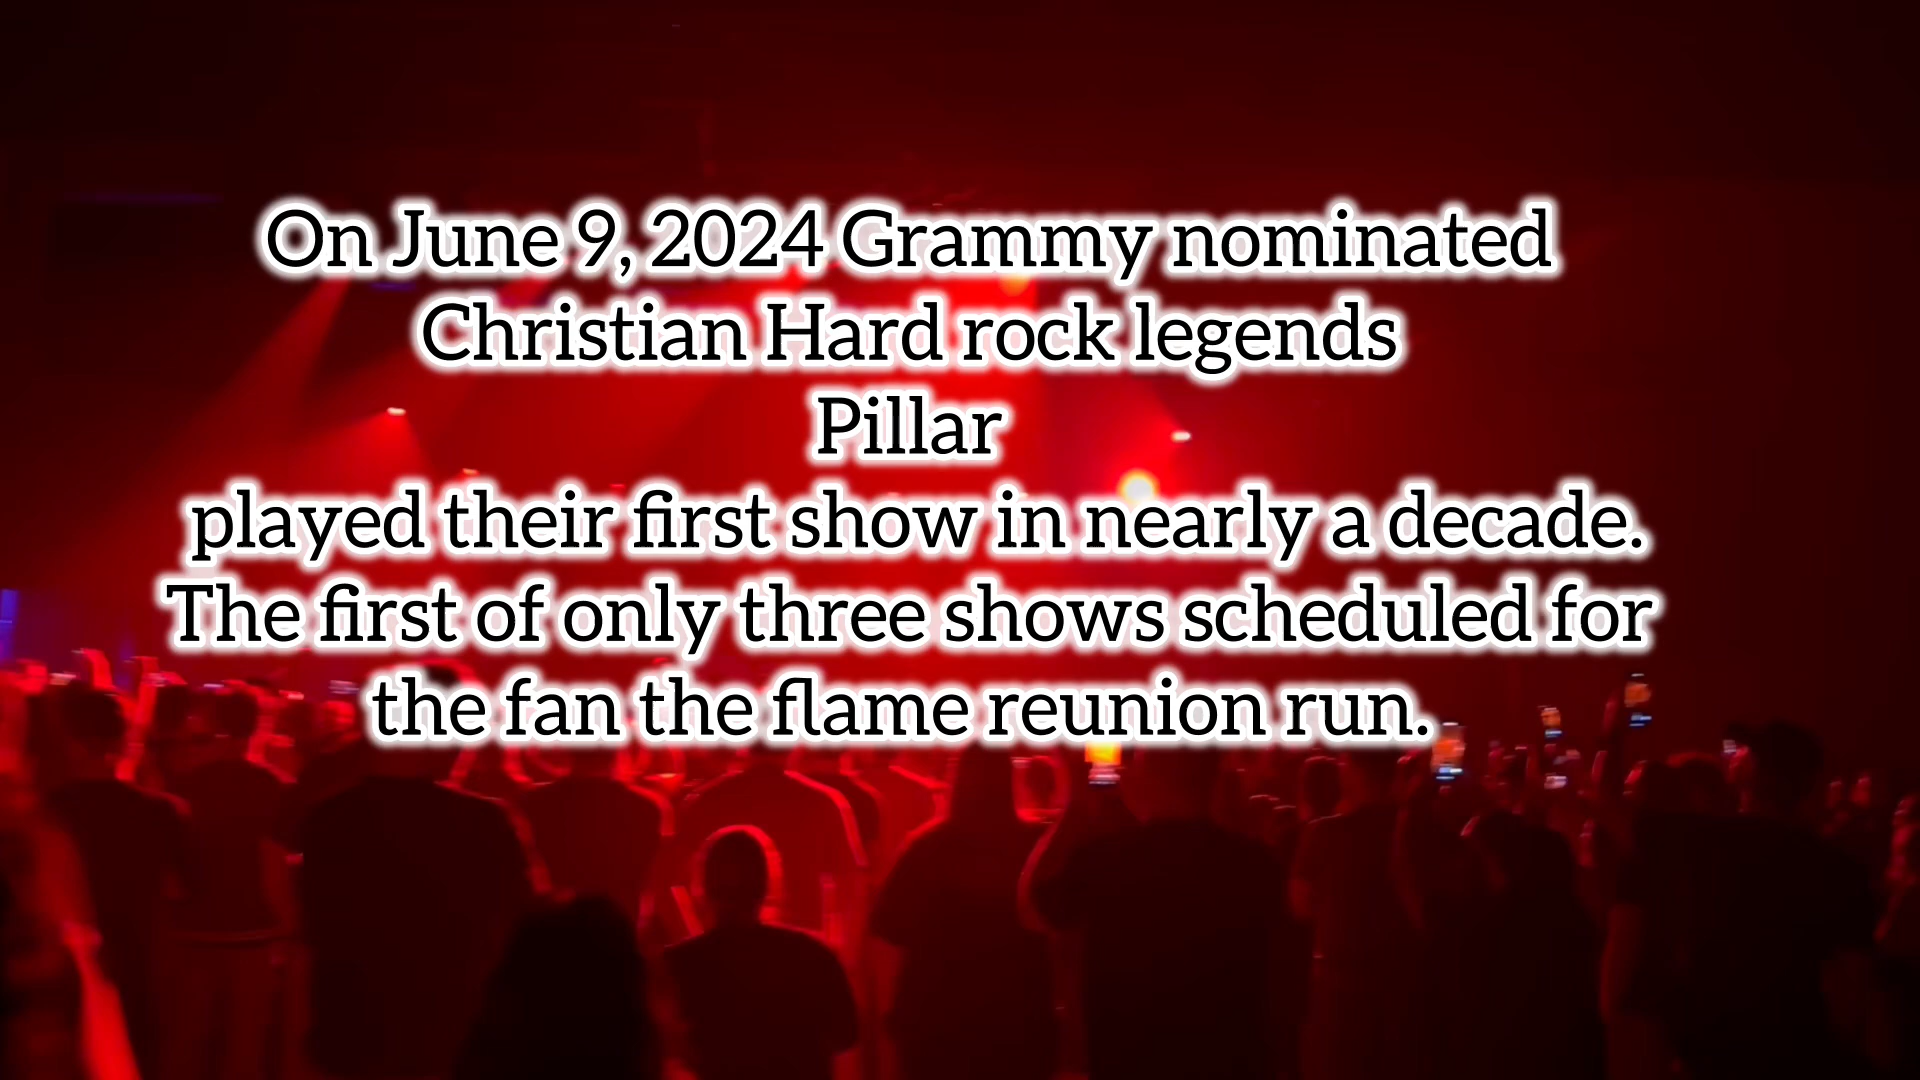 On June 9, 2024 Grammy nominated
Christian Hard rock legends
Pillar
played their first show in nearly a decade.
The first of only three shows scheduled for
the fan the flame reunion run.